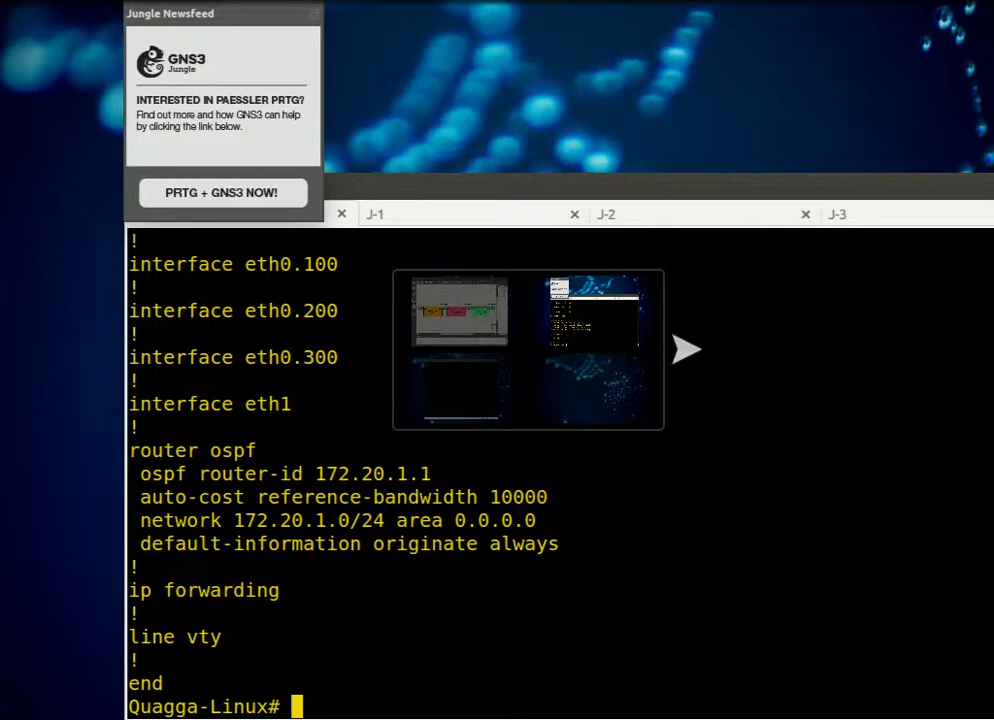 Jungle Newsfeed
GNS3
Jungle
INTERESTED IN PAESSLER PRTG?
Find out more and how GNS3 can help
by clicking the link below.
PRTG + GNS3 NOW!
J-1
J-2
J-3
!
interface eth0.100
!
interface eth0.200
!
interface eth0.300
!
interface eth1
!
router ospf
ospf router-id 172.20.1.1
auto-cost reference-bandwidth 10000
network 172.20.1.0/24 area 0.0.0.0
default-information originate always
!
ip forwarding
!
line vty
!
end
Quagga-Linux#